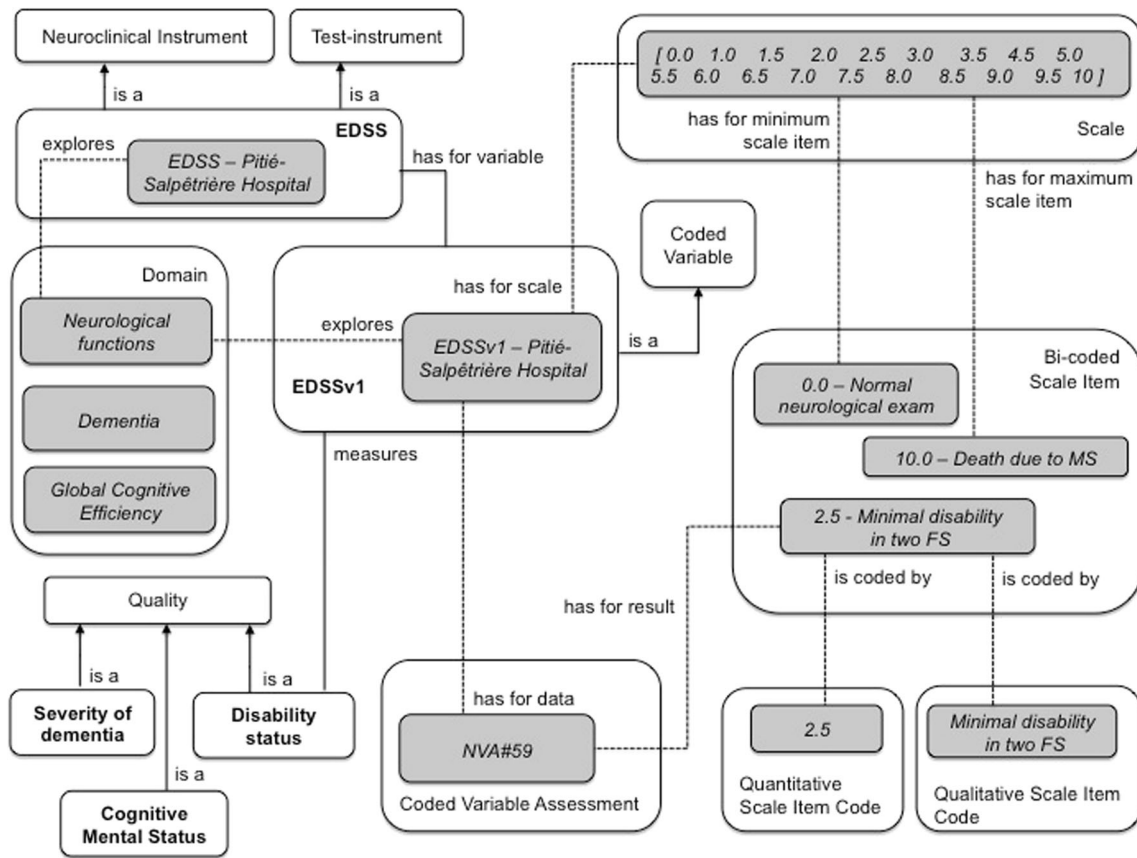 Neuroclinical Instrument
Test-instrument
is a
is a
EDSS
explores
EDSS – Pitié-
Salpêtrière Hospital
has for variable
[ 0.0 1.0 1.5 2.0 2.5 3.0 3.5 4.5 5.0
5.5 6.0 6.5 7.0 7.5 8.0 8.5 9.0 9.5 10 ]
has for minimum
scale item
Scale
has for maximum
scale item
Coded
Variable
Domain
Neurological
functions
Dementia
Global Cognitive
Efficiency
has for scale
explores
EDSSv1 – Pitié-
Salpêtrière Hospital
EDSSv1
is a
measures
Bi-coded
Scale Item
0.0 – Normal
neurological exam
10.0 – Death due to MS
2.5 - Minimal disability
in two FS
is coded by
is coded by
has for result
Quality
is a
is a
Severity of
dementia
Disability
status
is a
Cognitive
Mental Status
has for data
NVA#59
Coded Variable Assessment
2.5
Quantitative
Scale Item Code
Minimal disability
in two FS
Qualitative Scale Item
Code